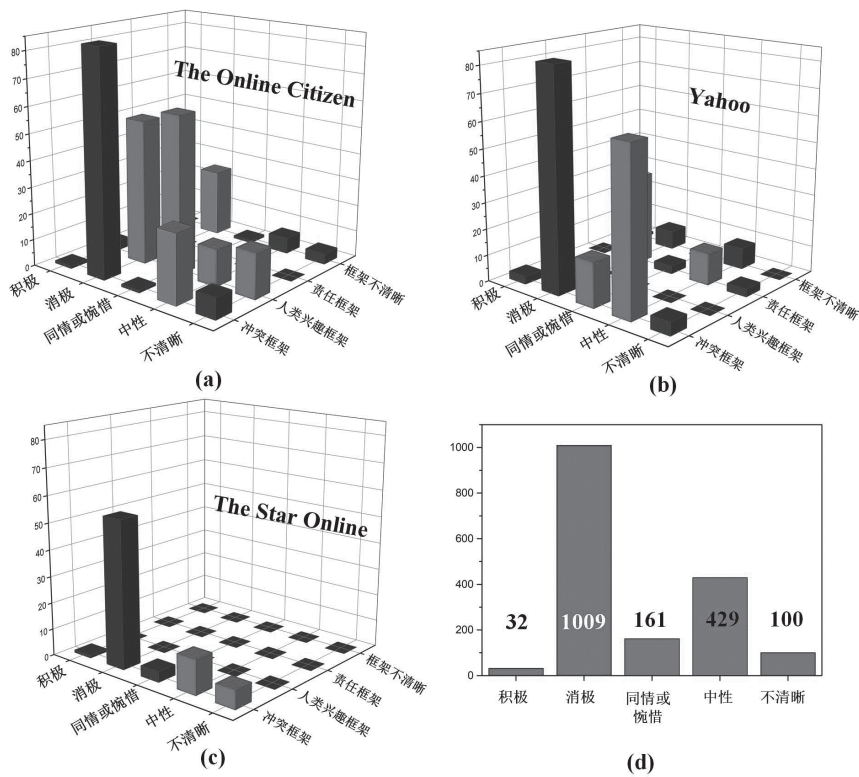 The Online Citizen
80
70
60
50
40
30
20
10
0
积极
消极
同情或惋惜
中性
不清晰
冲突框架
人类兴趣框架
责任框架
框架不清晰
(a)
Yahoo
80
70
60
50
40
30
20
10
0
积极
消极
同情或惋惜
中性
不清晰
冲突框架
人类兴趣框架
责任框架
框架不清晰
(b)
The Star Online
80
70
60
50
40
30
20
10
0
积极
消极
同情或惋惜
中性
不清晰
冲突框架
人类兴趣框架
责任框架
框架不清晰
(c)
1000
800
600
400
200
0
32
1009
161
429
100
积极
消极
同情或
惋惜
中性
不清晰
(d)